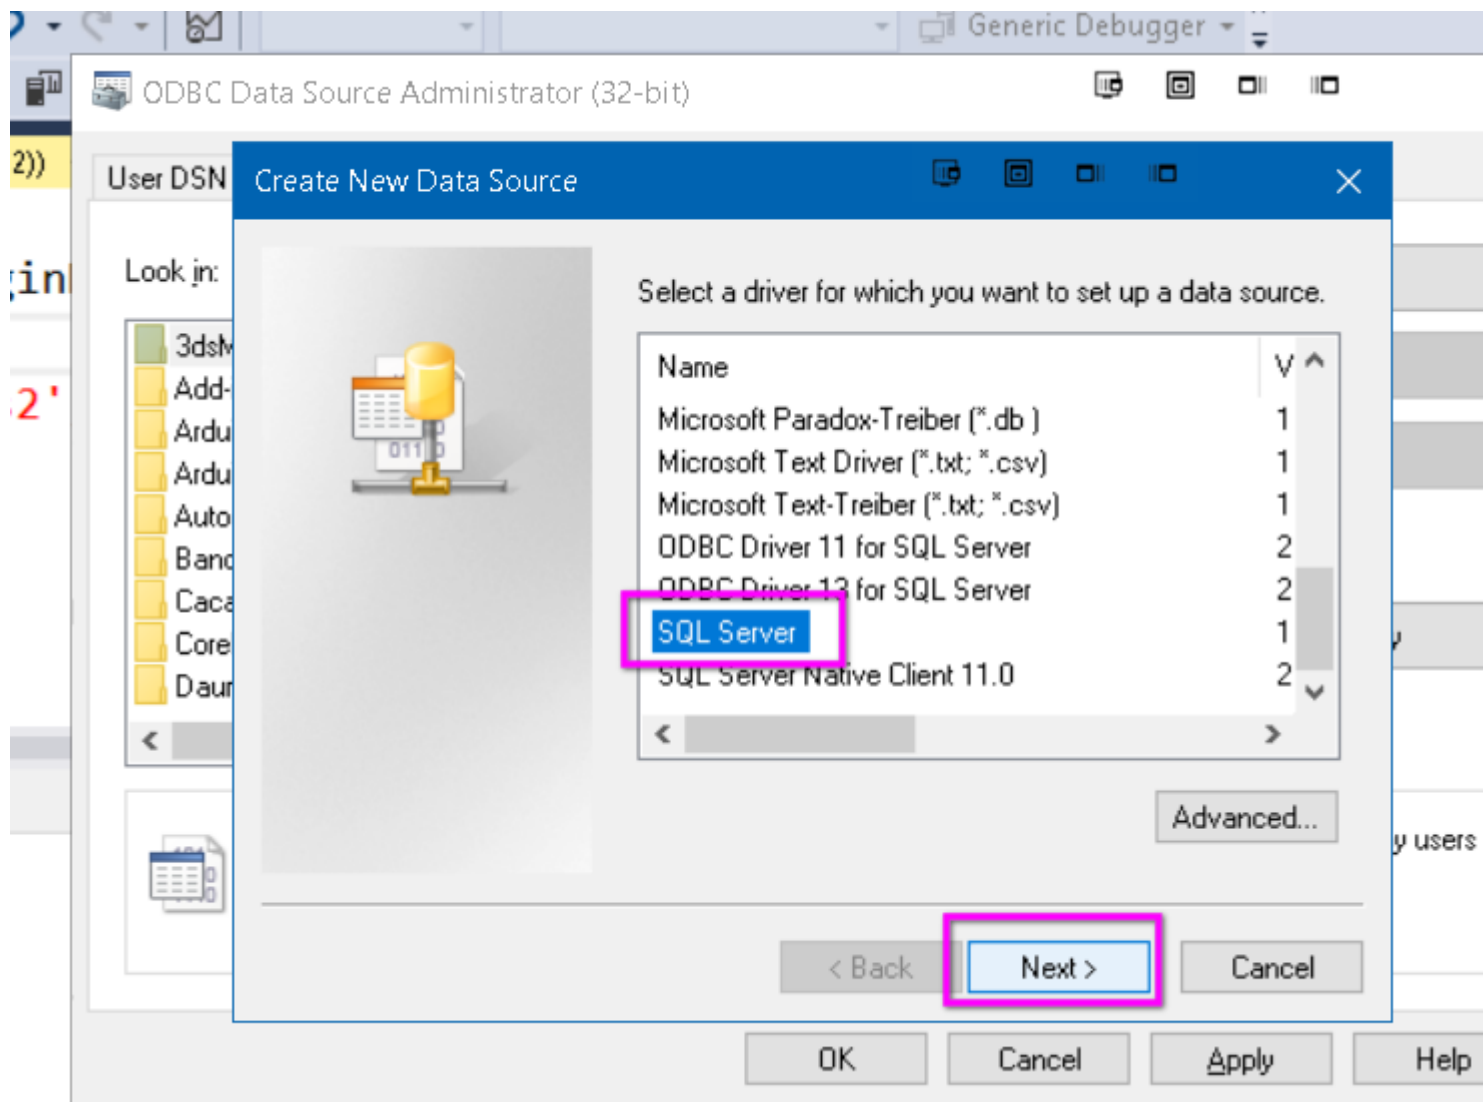 Generic Debugger
ODBC Data Source Administrator (32-bit)
2))
User DSN
Create New Data Source
Look in:
Select a driver for which you want to set up a data source.
Name V
3dsM
Add-
Ardu
Ardu
Auto
Banc
Caca
Core
Daur
2'
Microsoft Paradox-Treiber (*.db ) 1
Microsoft Text Driver (*.txt; *.csv) 1
Microsoft Text-Treiber (*.txt; *.csv) 1
ODBC Driver 11 for SQL Server 2
ODBC Driver 13 for SQL Server 2
SQL Server 1
SQL Server Native Client 11.0 2
Advanced...
y users
< Back Next > Cancel
OK Cancel Apply Help